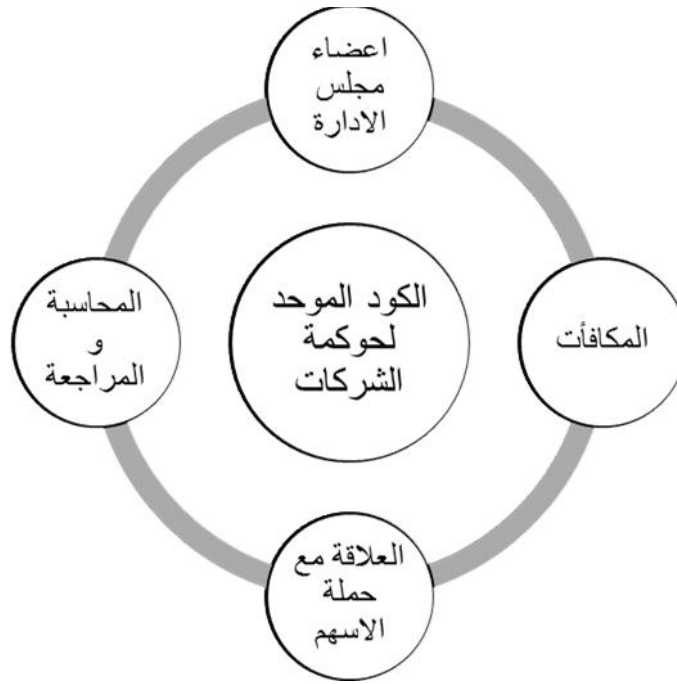 اعضاء
مجلس
الادارة
المكافأت
العلاقة مع
حملة
الاسهم
المحاسبة
و
المراجعة
الكود الموحد
لحوكمة
الشركات